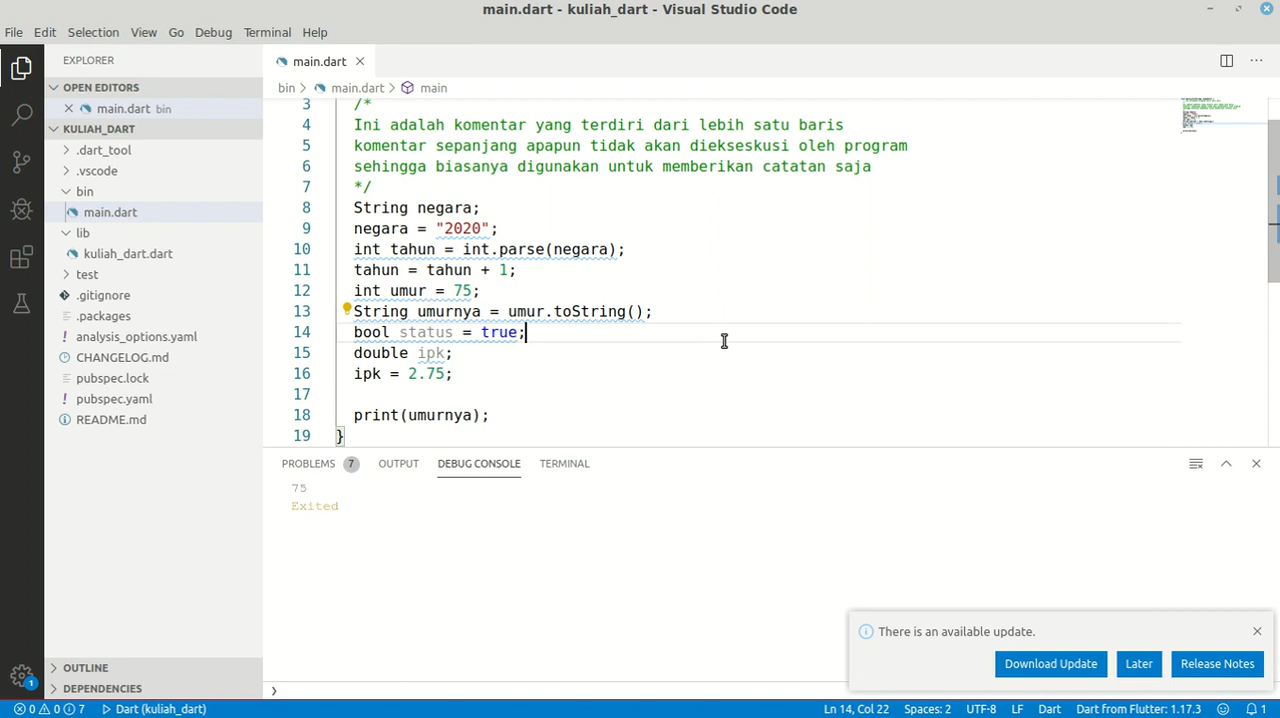 main.dart - kuliah_dart - Visual Studio Code
File Edit Selection View Go Debug Terminal Help
EXPLORER
OPEN EDITORS
main.dart bin
KULIAH_DART
.dart_tool
.vscode
bin
main.dart
lib
kuliah_dart.dart
test
.gitignore
.packages
analysis_options.yaml
CHANGELOG.md
pubspec.lock
pubspec.yaml
README.md
OUTLINE
DEPENDENCIES
1
main.dart
bin main.dart main
3 /*
4 Ini adalah komentar yang terdiri dari lebih satu baris
5 komentar sepanjang apapun tidak akan diekseskusi oleh program
6 sehingga biasanya digunakan untuk memberikan catatan saja
7 */
8 String negara;
9 negara = "2020";
10 int tahun = int.parse(negara);
11 tahun = tahun + 1;
12 int umur = 75;
13 String umurnya = umur.toString();
14 bool status = true;
15 double ipk;
16 ipk = 2.75;
17
18 print(umurnya);
19 }
PROBLEMS 7 OUTPUT DEBUG CONSOLE TERMINAL
75
Exited
There is an available update.
Download Update Later Release Notes
0 0 7 Dart (kuliah_dart) Ln 14, Col 22 Spaces: 2 UTF-8 LF Dart Dart from Flutter: 1.17.3 1